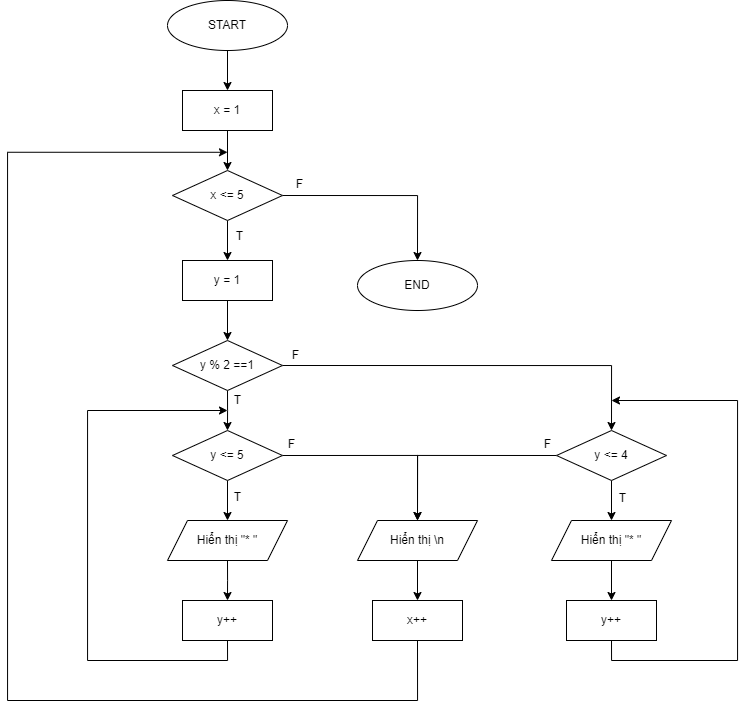 START
x = 1
x <= 5
F
T
y = 1
END
y % 2 ==1
F
T
y <= 5
F
F
y <= 4
T
T
Hiển thị "* "
Hiển thị \n
Hiển thị "* "
y++
x++
y++